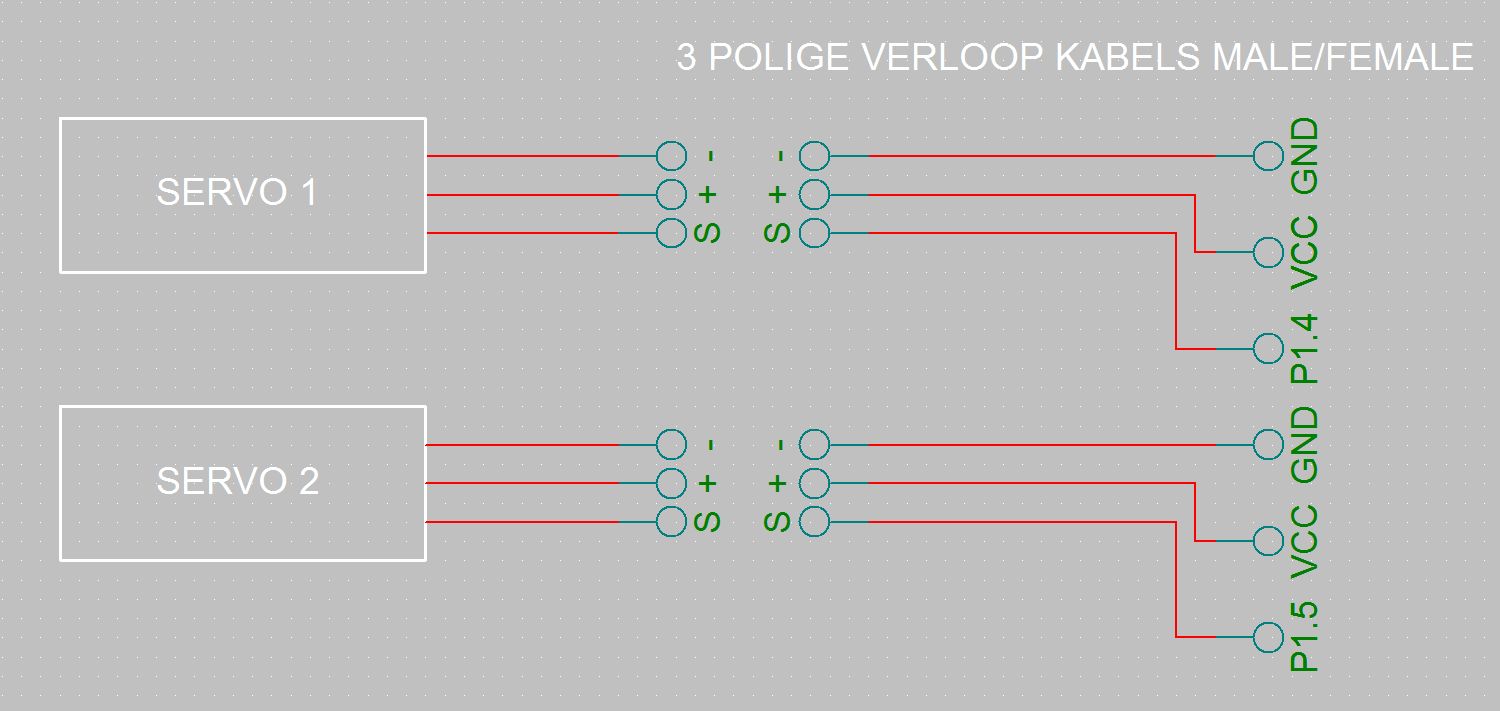 3 POLIGE VERLOOP KABELS MALE/FEMALE
SERVO 1
- -
+ +
S S
GND
VCC
P1.4
SERVO 2
- -
+ +
S S
GND
VCC
P1.5